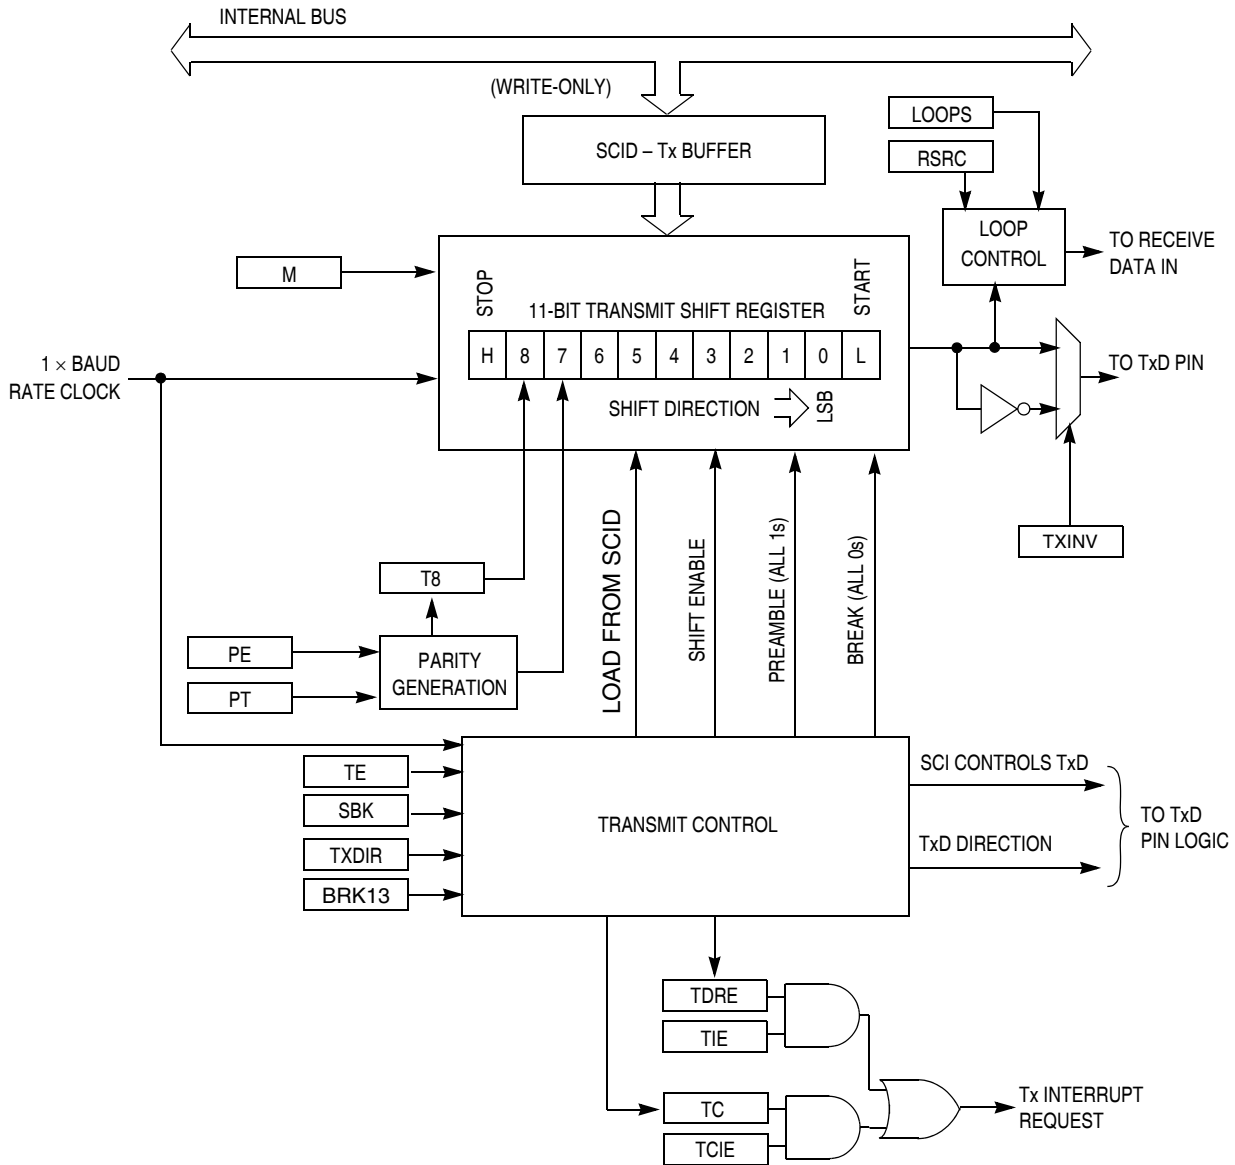 INTERNAL BUS
(WRITE-ONLY)
SCID – Tx BUFFER
LOOPS
RSRC
LOOP
CONTROL
TO RECEIVE
DATA IN
M
STOP
11-BIT TRANSMIT SHIFT REGISTER
START
H 8 7 6 5 4 3 2 1 0 L
SHIFT DIRECTION
LSB
1 × BAUD
RATE CLOCK
TO TxD PIN
TXINV
T8
PE
PT
PARITY
GENERATION
LOAD FROM SCID
SHIFT ENABLE
PREAMBLE (ALL 1s)
BREAK (ALL 0s)
TE
SBK
TXDIR
BRK13
TRANSMIT CONTROL
SCI CONTROLS TxD
TxD DIRECTION
TO TxD
PIN LOGIC
TDRE
TIE
TC
TCIE
Tx INTERRUPT
REQUEST